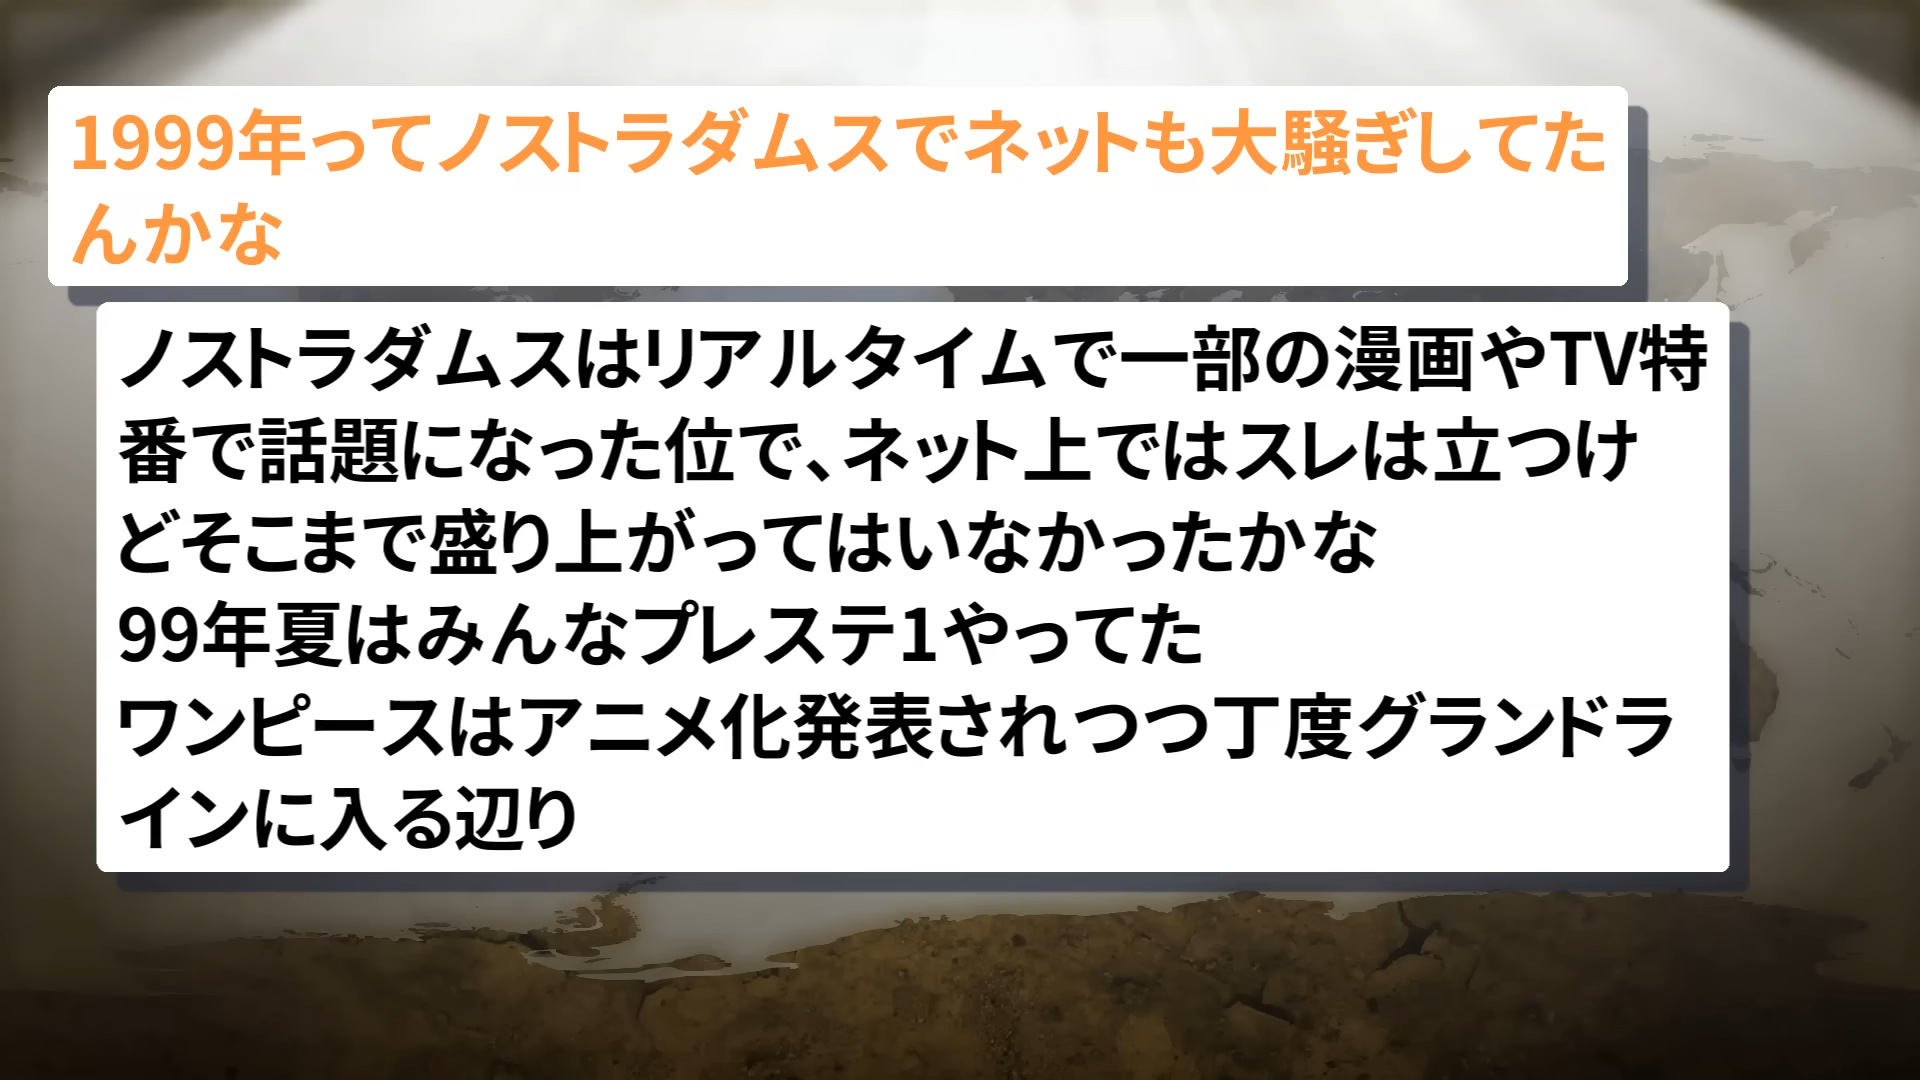 1999年ってノストラダムスでネットも大騒ぎしてた
んかな
ノストラダムスはリアルタイムで一部の漫画やTV特
番で話題になった位で、ネット上ではスレは立つけ
どそこまで盛り上がってはいなかったかな
99年夏はみんなプレステ1やってた
ワンピースはアニメ化発表されつつ丁度グランドラ
インに入る辺り